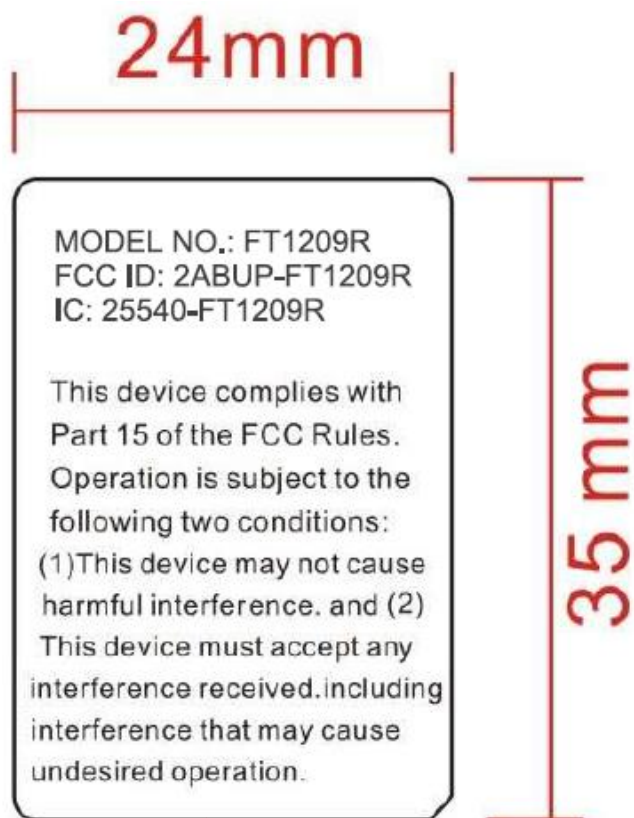 24mm
MODEL NO.: FT1209R
FCC ID: 2ABUP-FT1209R
IC: 25540-FT1209R
This device complies with
Part 15 of the FCC Rules.
Operation is subject to the
following two conditions:
(1)This device may not cause
harmful interference. and (2)
This device must accept any
interference received.including
interference that may cause
undesired operation.
35 mm